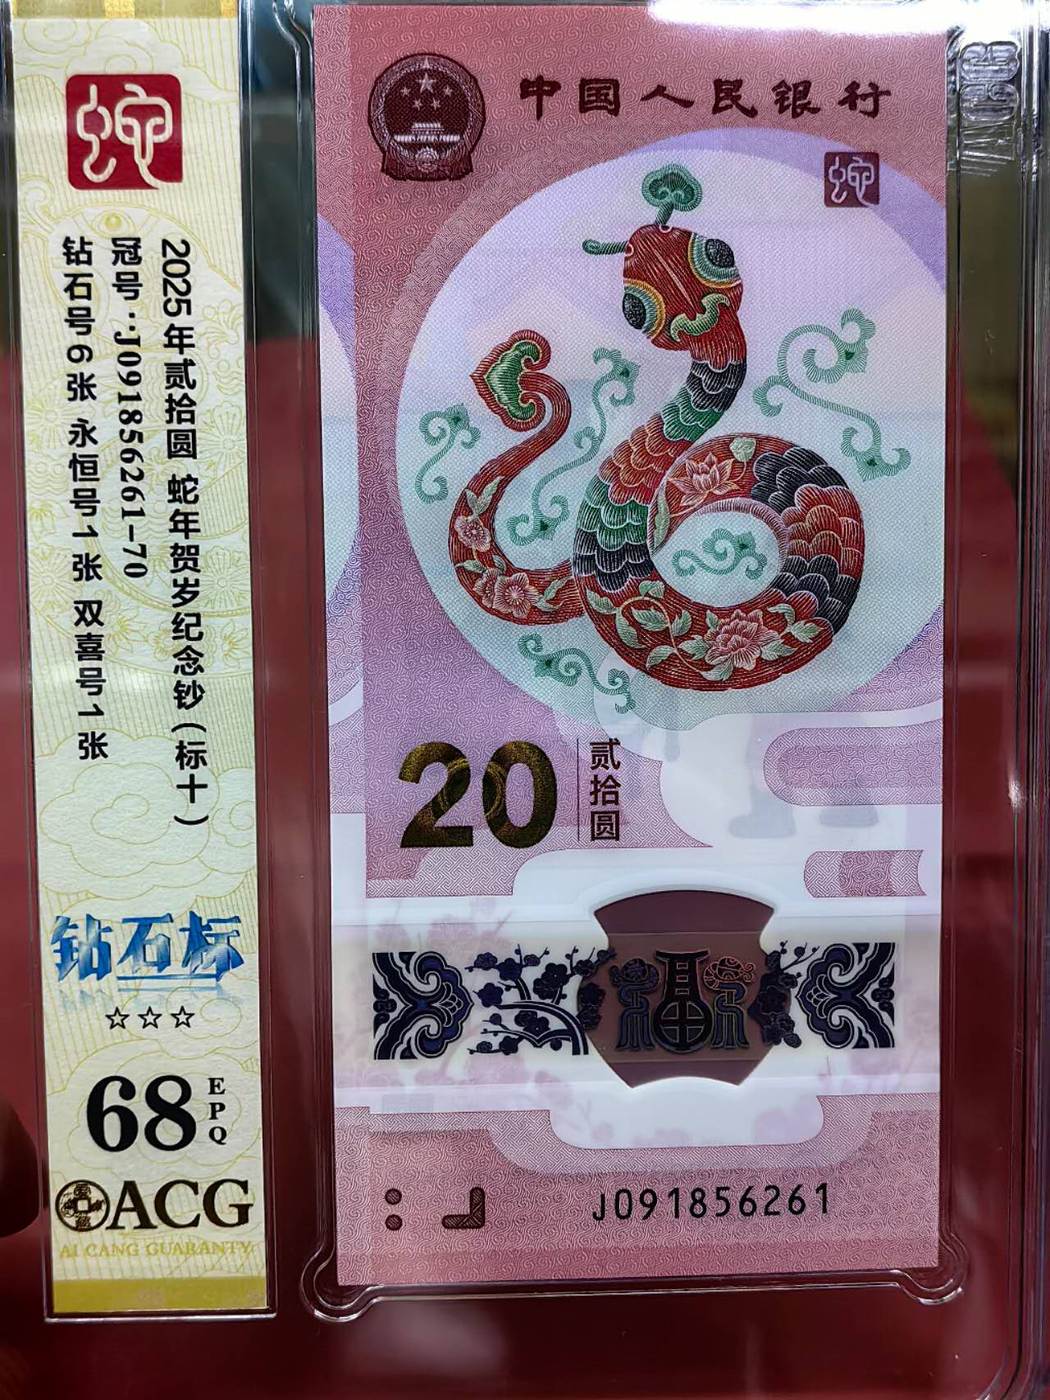 蛇
2025年贰拾圆 蛇年贺岁纪念钞(标十)
冠号:J091856261-70
钻石号6张 永恒号1张 双喜号1张
钻石标
☆☆☆
68 EPQ
ACG
AI CANG GUARANTY
中国人民银行
蛇
20 贰拾圆
J091856261